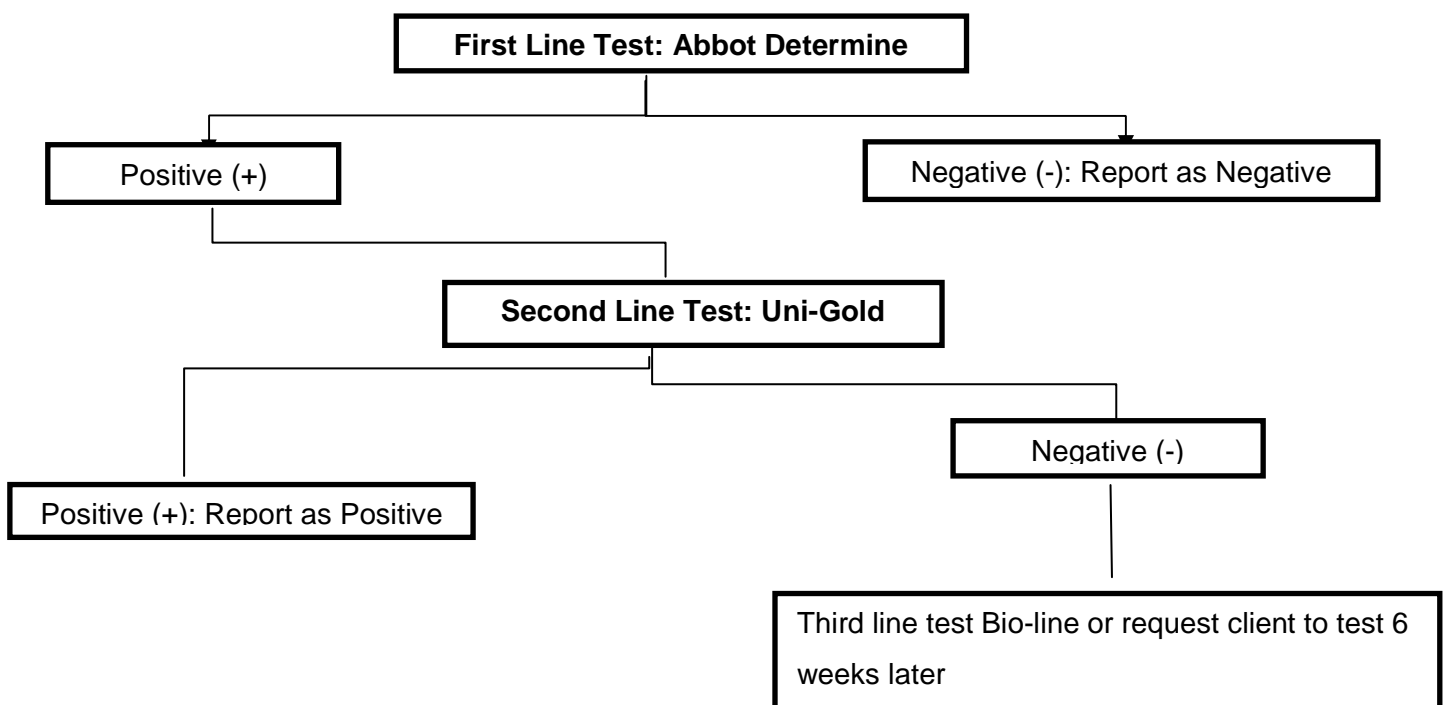 First Line Test: Abbot Determine
Positive (+)
Negative (-): Report as Negative
Second Line Test: Uni-Gold
Negative (-)
Positive (+): Report as Positive
Third line test Bio-line or request client to test 6
weeks later